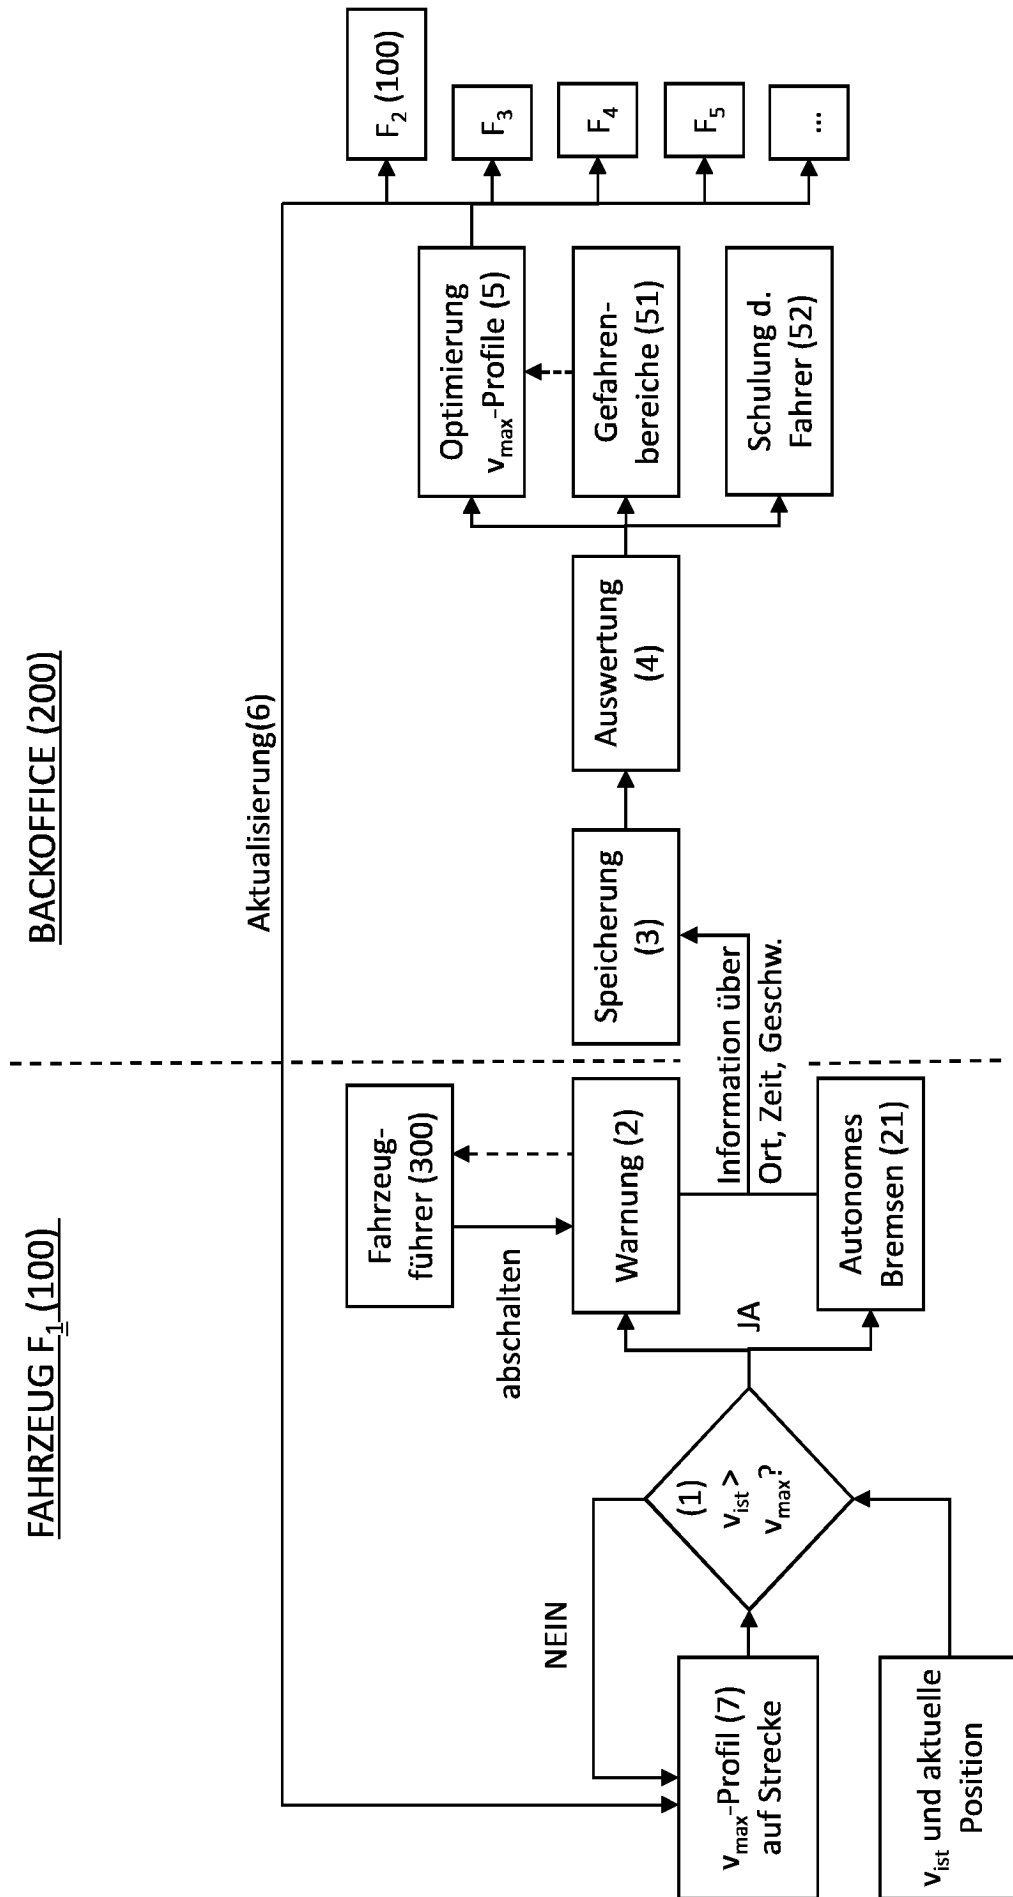 FAHRZEUG F1 (100)
BACKOFFICE (200)
Aktualisierung(6)
Fahrzeug-
führer (300)
abschalten
NEIN
vmax-Profil (7)
auf Strecke
vist und aktuelle
Position
(1)
vist>
vmax?
JA
Warnung (2)
Autonomes
Bremsen (21)
Information über
Ort, Zeit, Geschw.
Speicherung
(3)
Auswertung
(4)
Optimierung
vmax-Profile (5)
Gefahren-
bereiche (51)
Schulung d.
Fahrer (52)
F2 (100)
F3
F4
F5
...